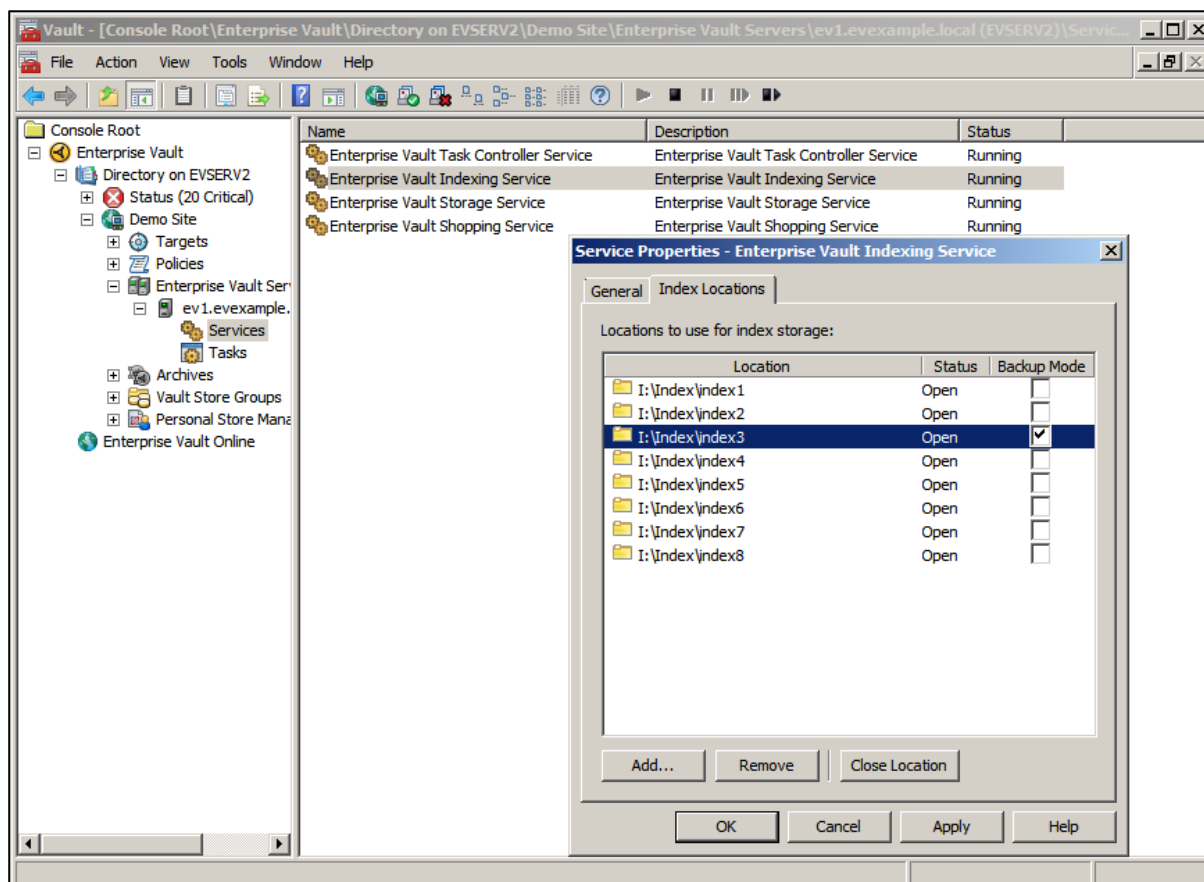 Vault - [Console Root\Enterprise Vault\Directory on EVSERV2\Demo Site\Enterprise Vault Servers\ev1.evexample.local (EVSERV2)\Servic...
File Action View Tools Window Help
Console Root
Enterprise Vault
Directory on EVSERV2
Status (20 Critical)
Demo Site
Targets
Policies
Enterprise Vault Ser
ev1.evexample.
Services
Tasks
Archives
Vault Store Groups
Personal Store Mana
Enterprise Vault Online
Name Description Status
Enterprise Vault Task Controller Service Enterprise Vault Task Controller Service Running
Enterprise Vault Indexing Service Enterprise Vault Indexing Service Running
Enterprise Vault Storage Service Enterprise Vault Storage Service Running
Enterprise Vault Shopping Service Enterprise Vault Shopping Service Running
Service Properties - Enterprise Vault Indexing Service
General Index Locations
Locations to use for index storage:
Location Status Backup Mode
I:\Index\index1 Open
I:\Index\index2 Open
I:\Index\index3 Open
I:\Index\index4 Open
I:\Index\index5 Open
I:\Index\index6 Open
I:\Index\index7 Open
I:\Index\index8 Open
Add... Remove Close Location
OK Cancel Apply Help